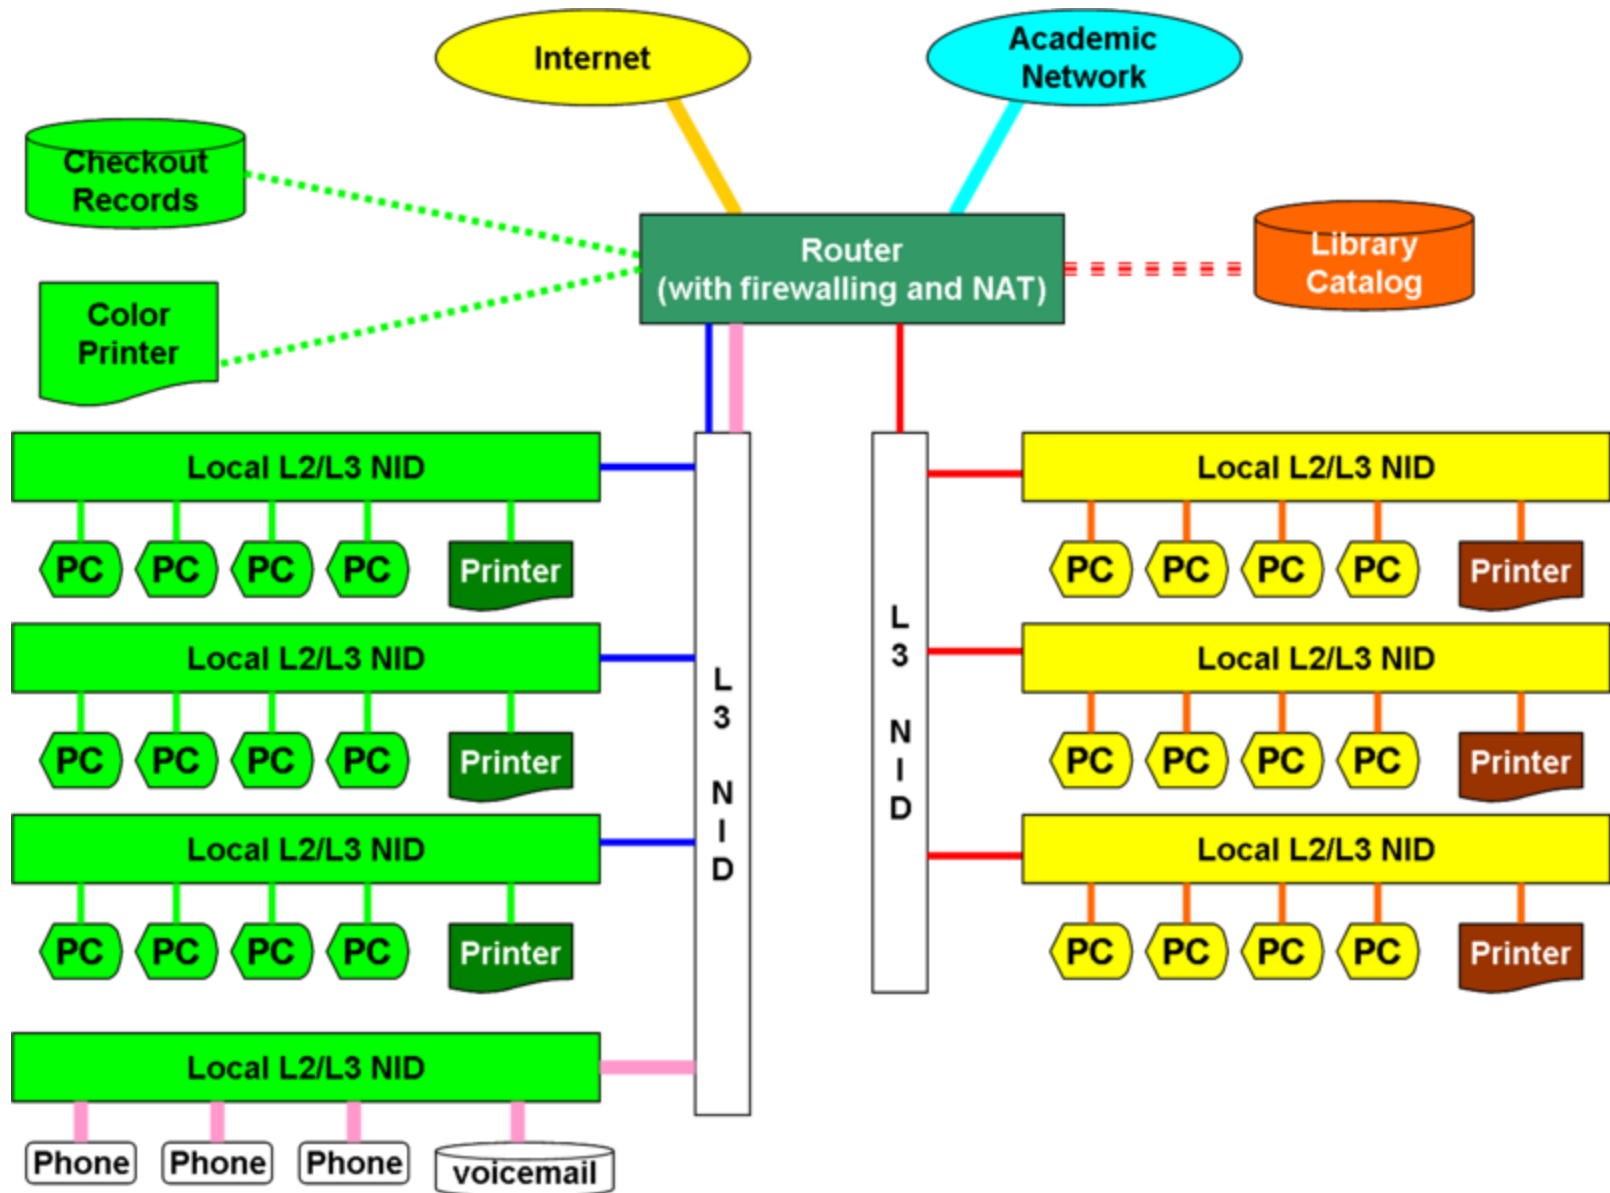 Internet
Academic
Network
Checkout
Records
Router
(with firewalling and NAT)
Library
Catalog
Color
Printer
Local L2/L3 NID
PC PC PC PC Printer
Local L2/L3 NID
PC PC PC PC Printer
Local L2/L3 NID
PC PC PC PC Printer
Local L2/L3 NID
Phone Phone Phone voicemail
L
3
N
I
D
L
3
N
I
D
Local L2/L3 NID
PC PC PC PC Printer
Local L2/L3 NID
PC PC PC PC Printer
Local L2/L3 NID
PC PC PC PC Printer